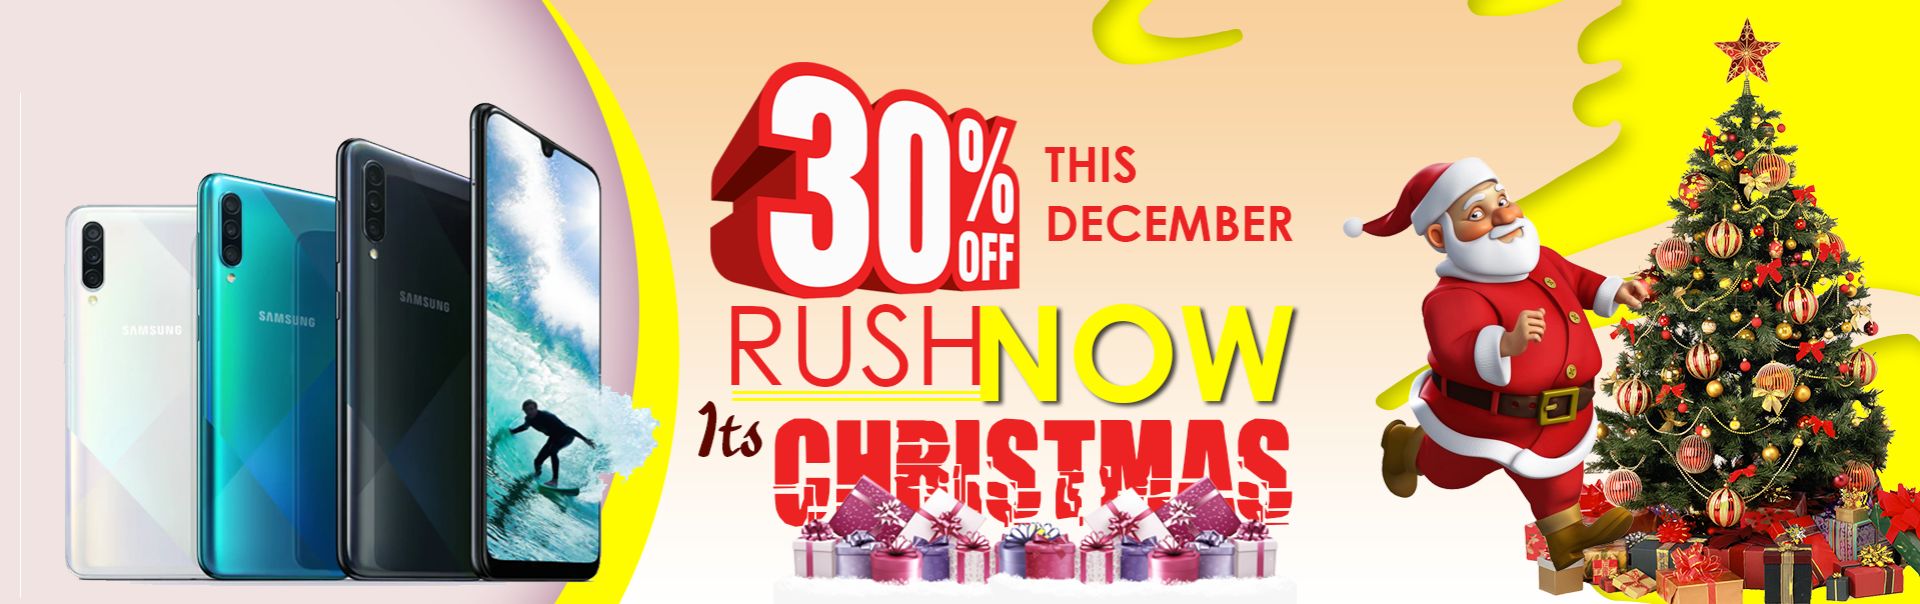 SAMSUNG
SAMSUNG
SAMSUNG
30% OFF
THIS
DECEMBER
RUSH NOW
Its CHRISTMAS